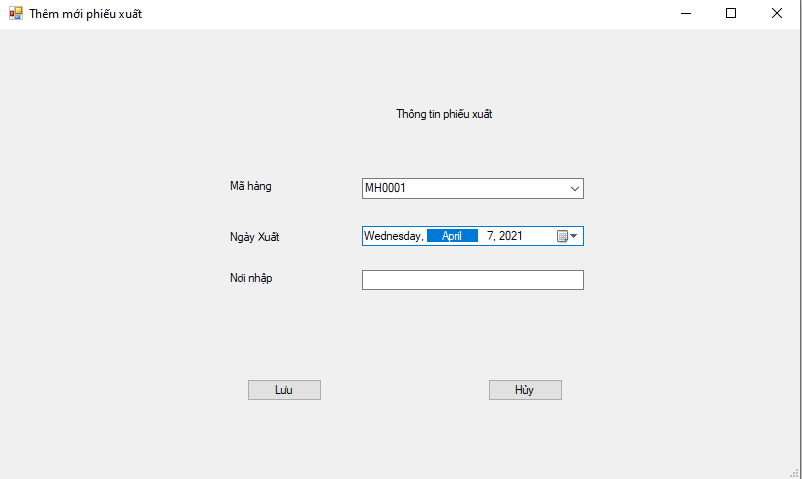 Thêm mới phiếu xuất
Thông tin phiếu xuất
Mã hàng MH0001
Ngày Xuất Wednesday, April 7, 2021
Nơi nhập
Lưu Hủy